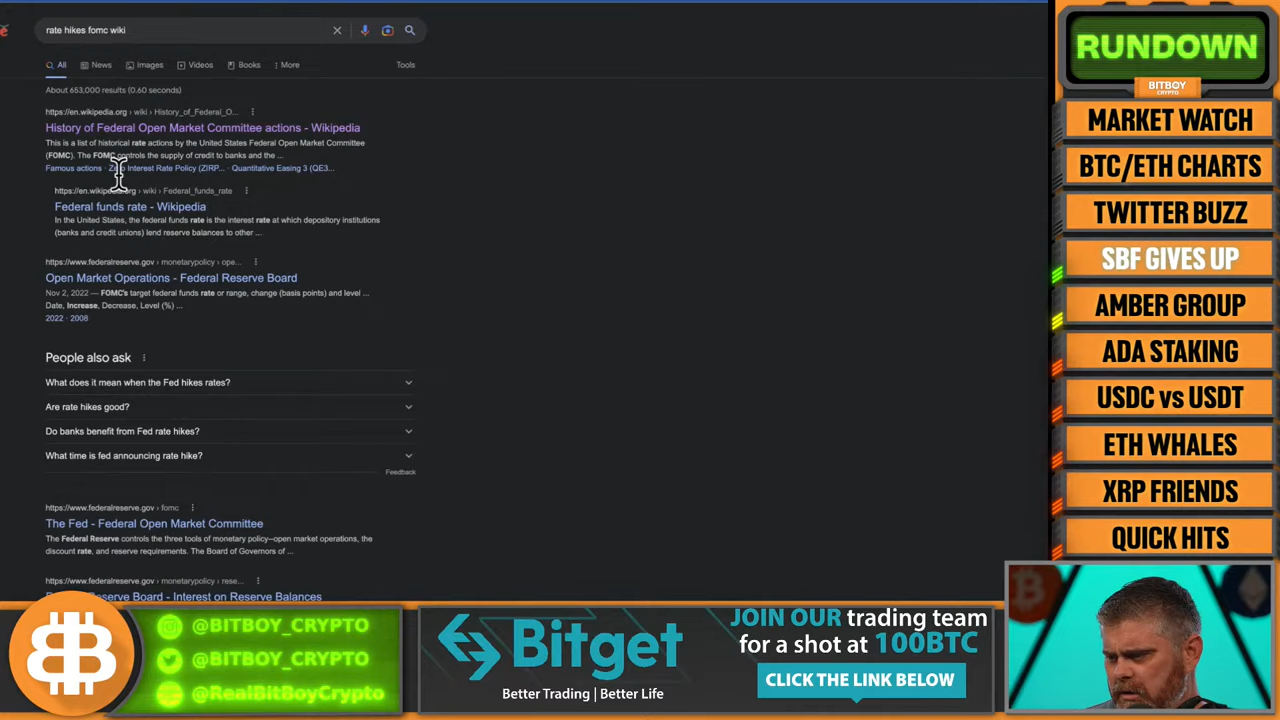 rate hikes fomc wiki
All
News
Images
Videos
Books
More
Tools
About 653,000 results (0.60 seconds)
https://en.wikipedia.org › wiki › History_of_Federal_O...
History of Federal Open Market Committee actions - Wikipedia
This is a list of historical rate actions by the United States Federal Open Market Committee
(FOMC). The FOMC controls the supply of credit to banks and the ...
Famous actions · Zero Interest Rate Policy (ZIRP... · Quantitative Easing 3 (QE3...
https://en.wikipedia.org › wiki › Federal_funds_rate
Federal funds rate - Wikipedia
In the United States, the federal funds rate is the interest rate at which depository institutions
(banks and credit unions) lend reserve balances to other ...
https://www.federalreserve.gov › monetarypolicy › ope...
Open Market Operations - Federal Reserve Board
Nov 2, 2022 — FOMC's target federal funds rate or range, change (basis points) and level ...
Date, Increase, Decrease, Level (%) ...
2022 · 2008
People also ask
What does it mean when the Fed hikes rates?
Are rate hikes good?
Do banks benefit from Fed rate hikes?
What time is fed announcing rate hike?
Feedback
https://www.federalreserve.gov › fomc
The Fed - Federal Open Market Committee
The Federal Reserve controls the three tools of monetary policy--open market operations, the
discount rate, and reserve requirements. The Board of Governors of ...
https://www.federalreserve.gov › monetarypolicy › rese...
Reserve Board - Interest on Reserve Balances
RUNDOWN
BITBOY
CRYPTO
MARKET WATCH
BTC/ETH CHARTS
TWITTER BUZZ
SBF GIVES UP
AMBER GROUP
ADA STAKING
USDC vs USDT
ETH WHALES
XRP FRIENDS
QUICK HITS
@BITBOY_CRYPTO
@BITBOY_CRYPTO
@RealBitBoyCrypto
Bitget
Better Trading | Better Life
JOIN OUR trading team
for a shot at 100BTC
CLICK THE LINK BELOW